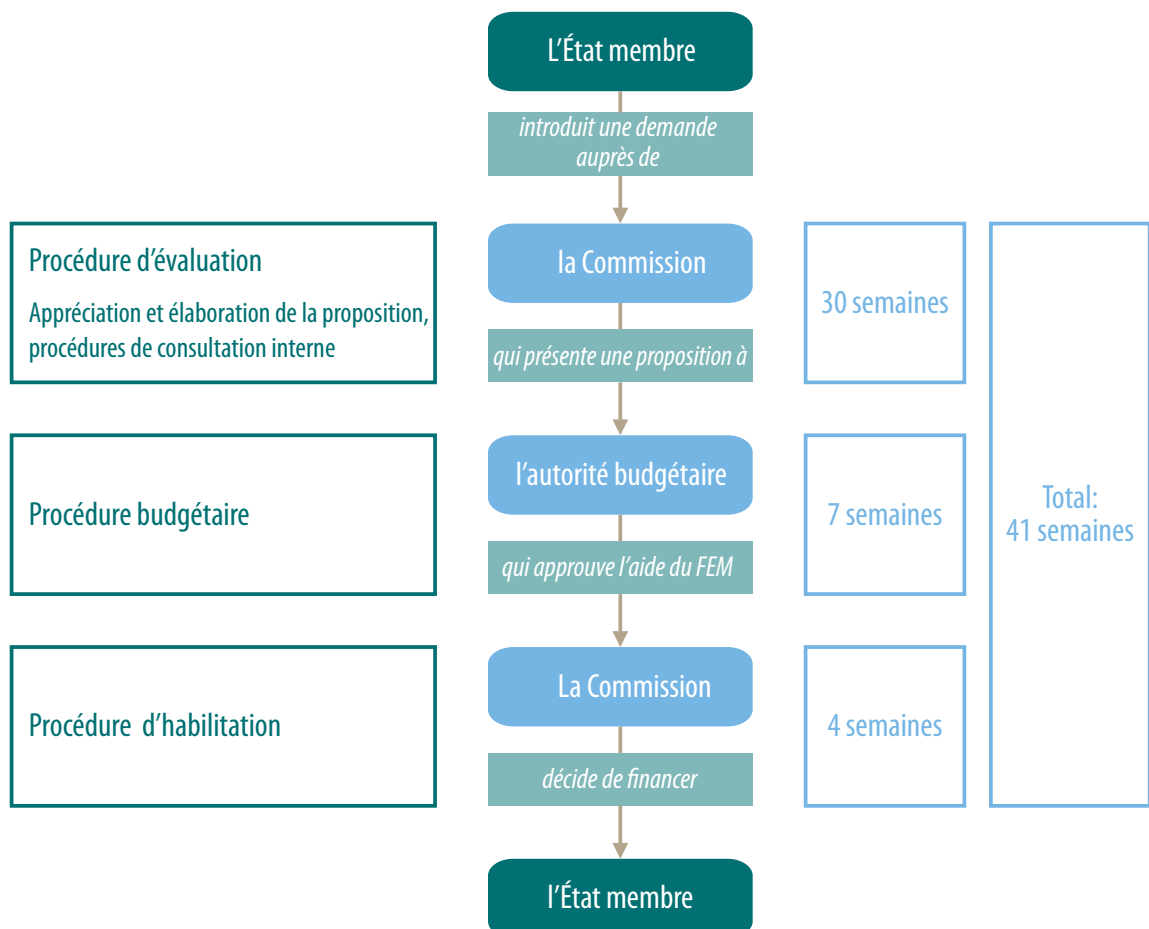 L'État membre
introduit une demande
auprès de
Procédure d'évaluation
Appréciation et élaboration de la proposition,
procédures de consultation interne
la Commission
qui présente une proposition à
30 semaines
Procédure budgétaire
l'autorité budgétaire
qui approuve l'aide du FEM
7 semaines
Total:
41 semaines
Procédure d'habilitation
La Commission
décide de financer
4 semaines
l'État membre